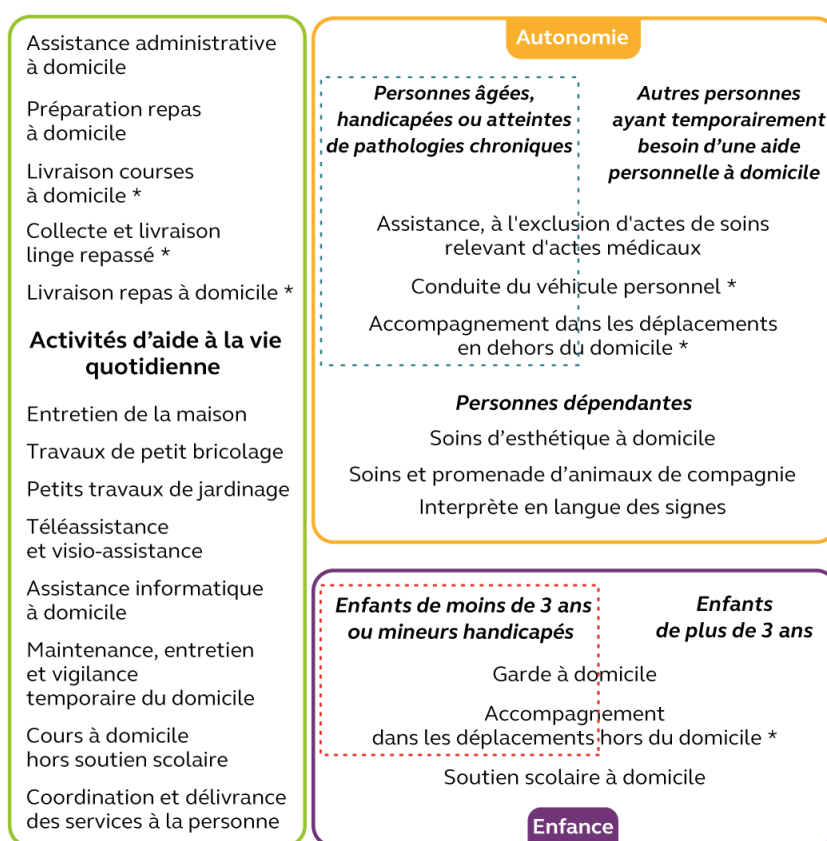 Assistance administrative
à domicile
Préparation repas
à domicile
Livraison courses
à domicile *
Collecte et livraison
linge repassé *
Livraison repas à domicile *
Activités d’aide à la vie
quotidienne
Entretien de la maison
Travaux de petit bricolage
Petits travaux de jardinage
Téléassistance
et visio-assistance
Assistance informatique
à domicile
Maintenance, entretien
et vigilance
temporaire du domicile
Cours à domicile
hors soutien scolaire
Coordination et délivrance
des services à la personne
Autonomie
Personnes âgées,
handicapées ou atteintes
de pathologies chroniques
Autres personnes
ayant temporairement
besoin d’une aide
personnelle à domicile
Assistance, à l'exclusion d'actes de soins
relevant d'actes médicaux
Conduite du véhicule personnel *
Accompagnement dans les déplacements
en dehors du domicile *
Personnes dépendantes
Soins d’esthétique à domicile
Soins et promenade d’animaux de compagnie
Interprète en langue des signes
Enfants de moins de 3 ans
ou mineurs handicapés
Enfants
de plus de 3 ans
Garde à domicile
Accompagnement
dans les déplacements hors du domicile *
Soutien scolaire à domicile
Enfance